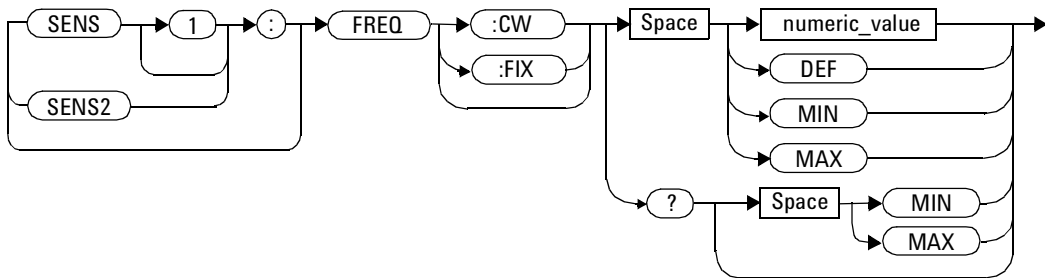 SENS 1 : FREQ :CW Space numeric_value
:FIX DEF
SENS2 MIN
MAX
? Space MIN
MAX